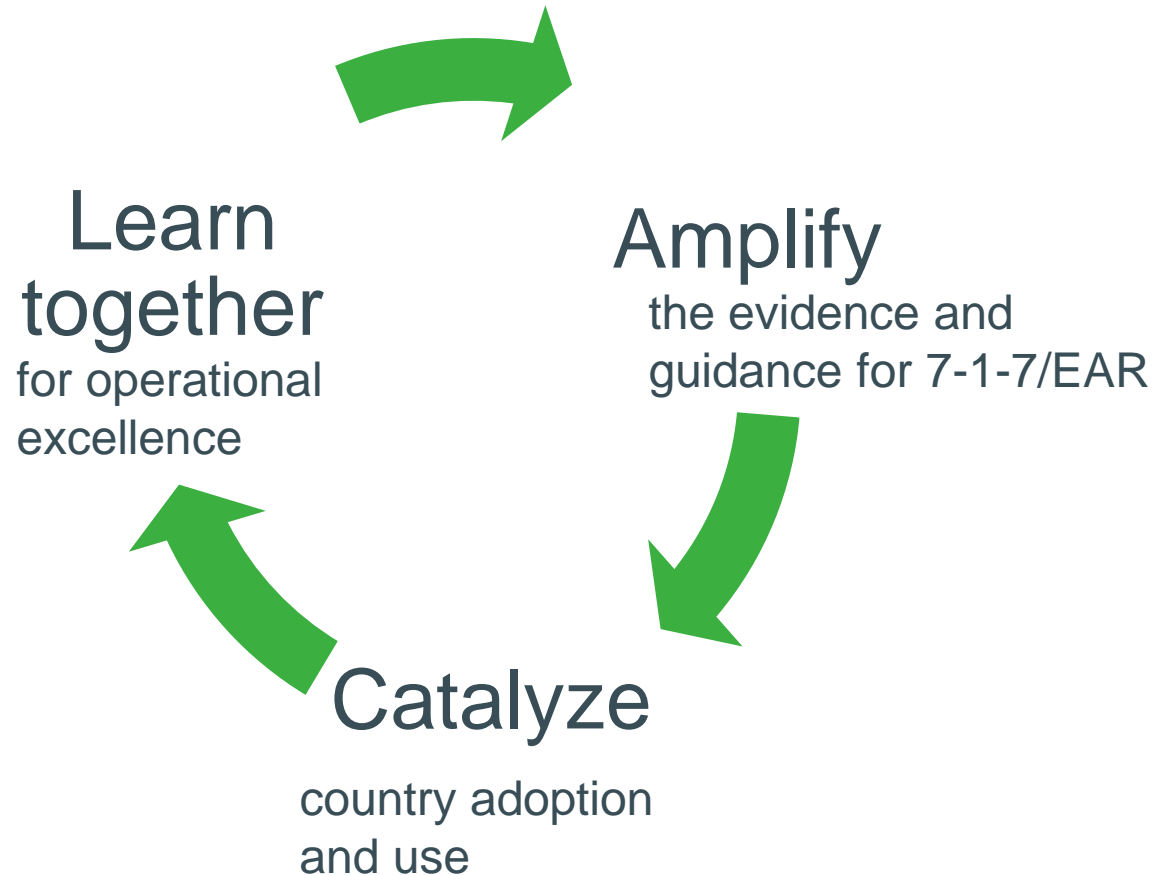 Learn
together
for operational
excellence
Amplify
the evidence and
guidance for 7-1-7/EAR
Catalyze
country adoption
and use